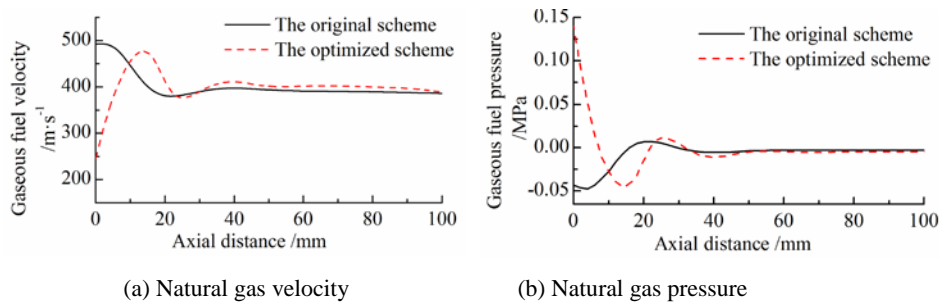 The original scheme
The optimized scheme
500
400
300
200
Gaseous fuel velocity
/m·s⁻¹
0 20 40 60 80 100
Axial distance /mm
(a) Natural gas velocity
The original scheme
The optimized scheme
0.15
0.10
0.05
0.00
-0.05
Gaseous fuel pressure
/MPa
0 20 40 60 80 100
Axial distance /mm
(b) Natural gas pressure